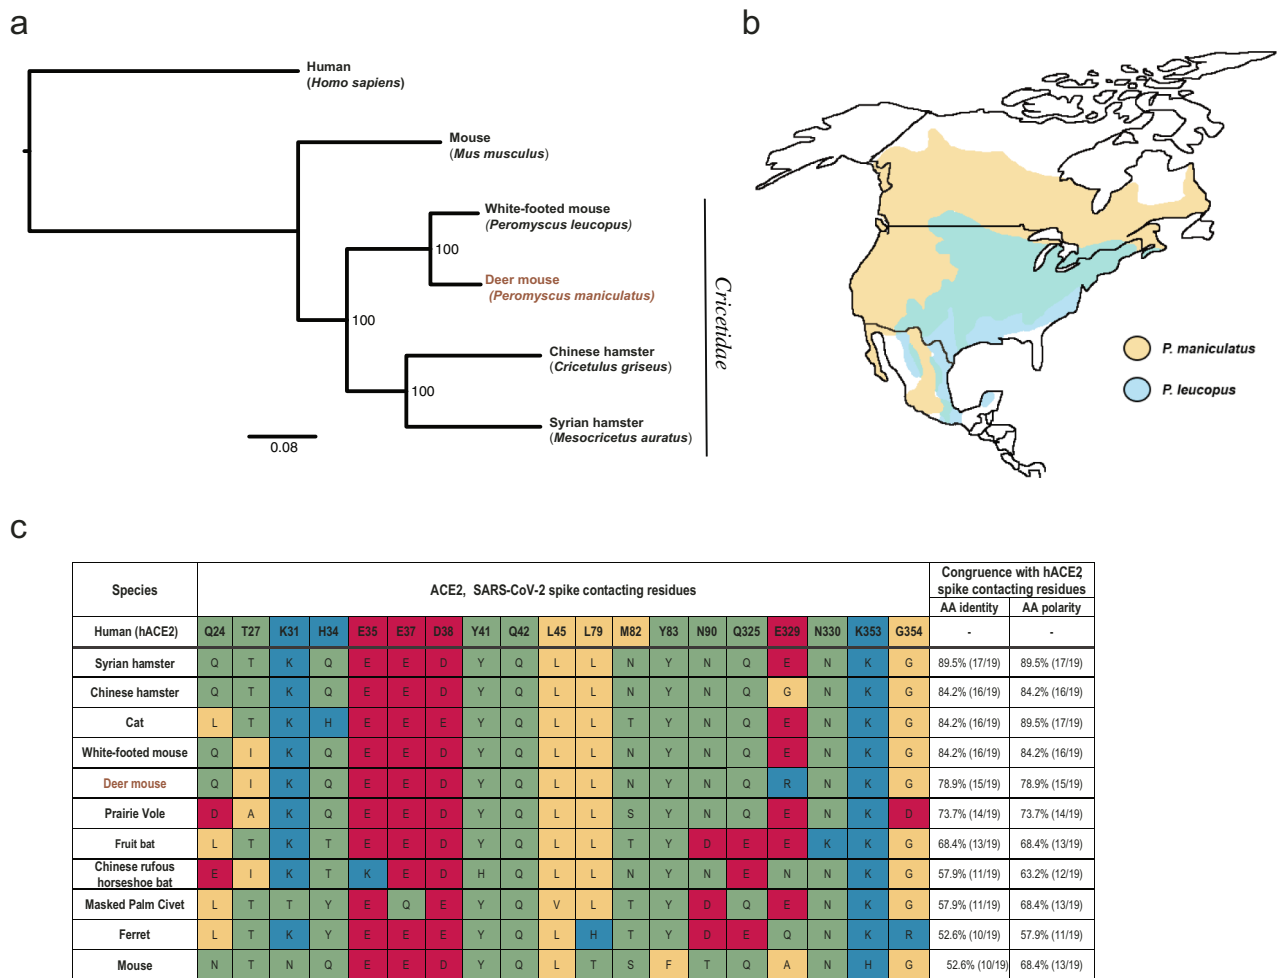 a
Human
(Homo sapiens)
Mouse
(Mus musculus)
White-footed mouse
(Peromyscus leucopus)
100
Deer mouse
(Peromyscus maniculatus)
100
Chinese hamster
(Cricetulus griseus)
100
Syrian hamster
(Mesocricetus auratus)
0.08
Cricetidae
b
P. maniculatus
P. leucopus
c
Species ACE2, SARS-CoV-2 spike contacting residues Congruence with hACE2 spike contacting residues
AA identity AA polarity
Human (hACE2) Q24 T27 K31 H34 E35 E37 D38 Y41 Q42 L45 L79 M82 Y83 N90 Q325 E329 N330 K353 G354 - -
Syrian hamster Q T K Q E E D Y Q L L N Y N Q E N K G 89.5% (17/19) 89.5% (17/19)
Chinese hamster Q T K Q E E D Y Q L L N Y N Q G N K G 84.2% (16/19) 84.2% (16/19)
Cat L T K H E E E Y Q L L T Y N Q E N K G 84.2% (16/19) 89.5% (17/19)
White-footed mouse Q I K Q E E D Y Q L L N Y N Q E N K G 84.2% (16/19) 84.2% (16/19)
Deer mouse Q I K Q E E D Y Q L L N Y N Q R N K G 78.9% (15/19) 78.9% (15/19)
Prairie Vole D A K Q E E D Y Q L L S Y N Q E N K D 73.7% (14/19) 73.7% (14/19)
Fruit bat L T K T E E D Y Q L L T Y D E E K K G 68.4% (13/19) 68.4% (13/19)
Chinese rufous horseshoe bat E I K T K E D H Q L L N Y N E N N K G 57.9% (11/19) 63.2% (12/19)
Masked Palm Civet L T T Y E Q E Y Q V L T Y D Q E N K G 57.9% (11/19) 68.4% (13/19)
Ferret L T K Y E E E Y Q L H T Y D E Q N K R 52.6% (10/19) 57.9% (11/19)
Mouse N T N Q E E D Y Q L T S F T Q A N H G 52.6% (10/19) 68.4% (13/19)